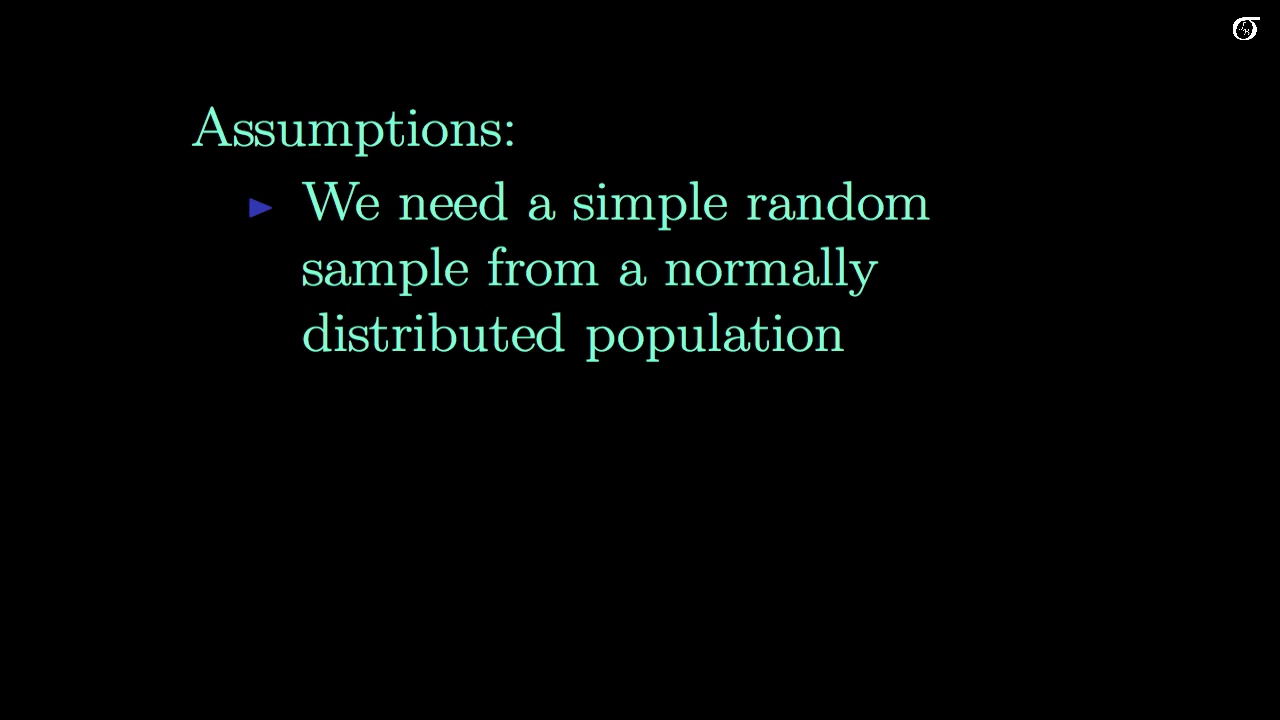 Assumptions:
We need a simple random
sample from a normally
distributed population